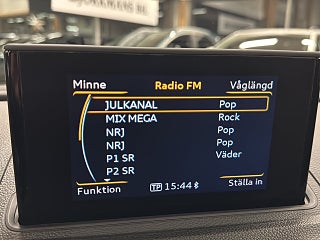 Minne Radio FM Våglängd
JULKANAL Pop
MIX MEGA Rock
NRJ Pop
NRJ Pop
P1 SR Väder
P2 SR
Funktion TP 15:44 Ställa in